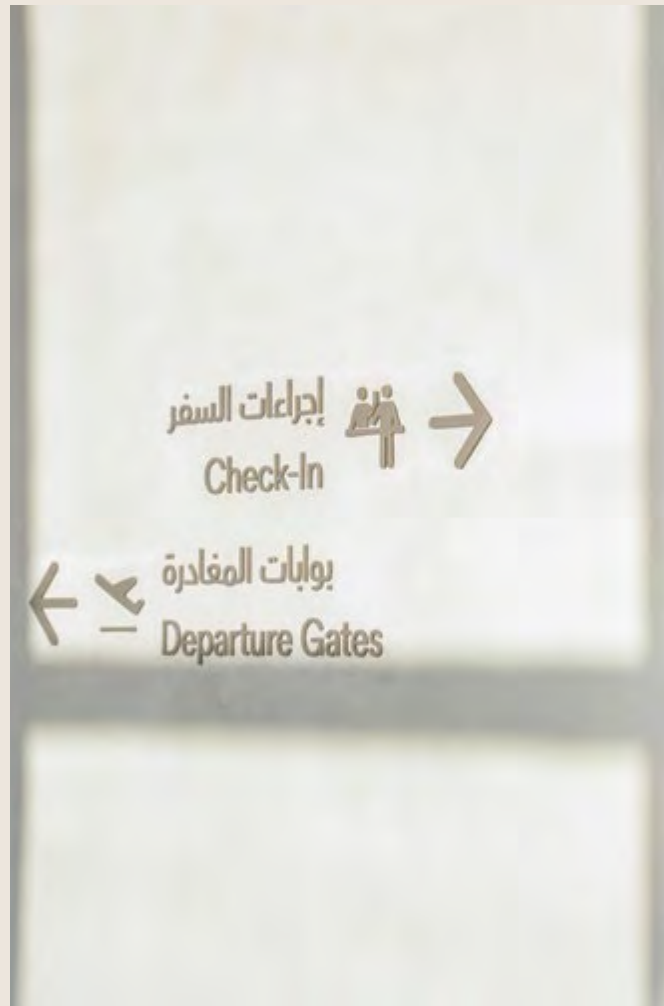 إجراءات السفر
Check-In
بوابات المغادرة
Departure Gates